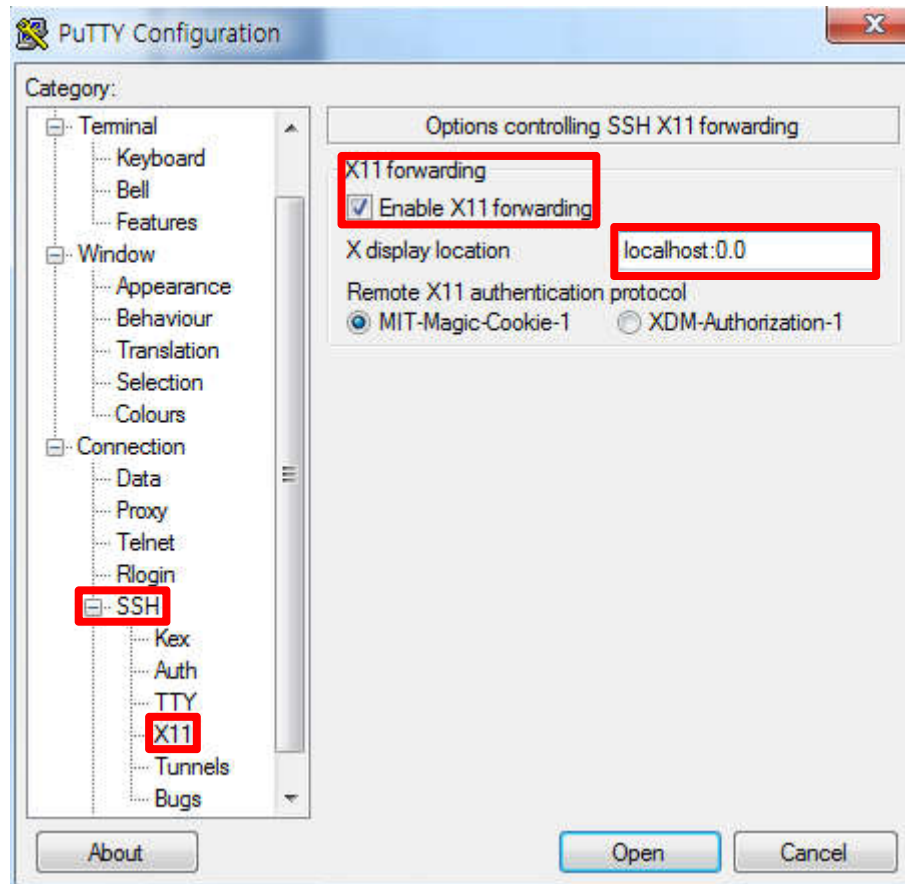 PuTTY Configuration
Category:
Terminal
Keyboard
Bell
Features
Window
Appearance
Behaviour
Translation
Selection
Colours
Connection
Data
Proxy
Telnet
Rlogin
SSH
Kex
Auth
TTY
X11
Tunnels
Bugs
Options controlling SSH X11 forwarding
X11 forwarding
Enable X11 forwarding
X display location localhost:0.0
Remote X11 authentication protocol
MIT-Magic-Cookie-1 XDM-Authorization-1
About Open Cancel